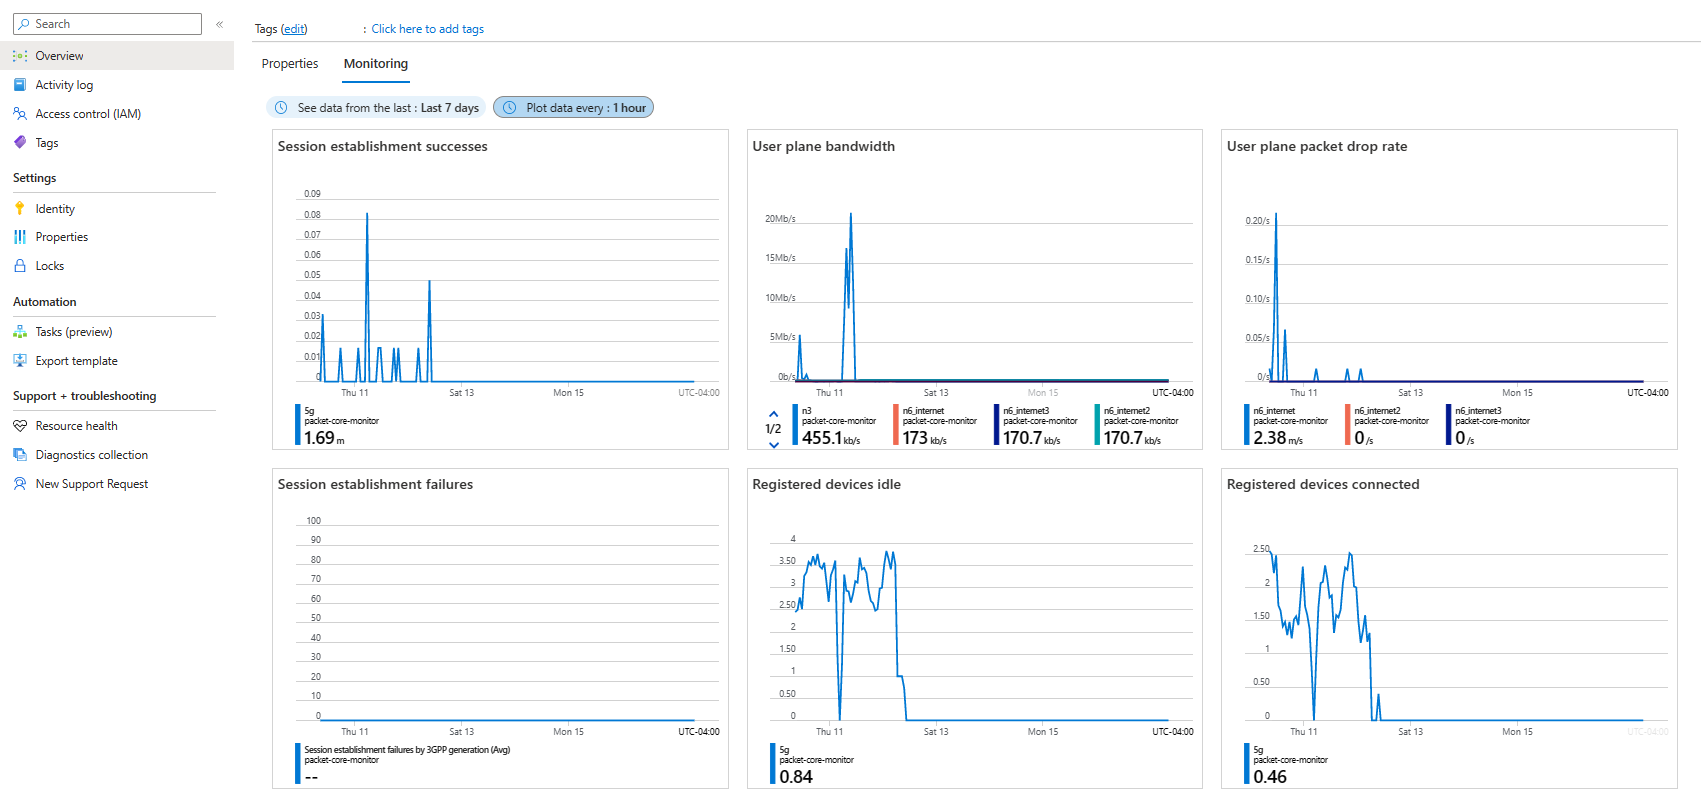 Search
«
Overview
Activity log
Access control (IAM)
Tags
Settings
Identity
Properties
Locks
Automation
Tasks (preview)
Export template
Support + troubleshooting
Resource health
Diagnostics collection
New Support Request
Tags (edit) : Click here to add tags
Properties Monitoring
See data from the last : Last 7 days Plot data every : 1 hour
Session establishment successes
0.09
0.08
0.07
0.06
0.05
0.04
0.03
0.02
0.01
0
Thu 11 Sat 13 Mon 15 UTC-04:00
5g
packet-core-monitor
1.69 m
User plane bandwidth
20Mb/s
15Mb/s
10Mb/s
5Mb/s
0b/s
Thu 11 Sat 13 Mon 15 UTC-04:00
1/2
n3
packet-core-monitor
455.1 kb/s
n6_internet
packet-core-monitor
173 kb/s
n6_internet3
packet-core-monitor
170.7 kb/s
n6_internet2
packet-core-monitor
170.7 kb/s
User plane packet drop rate
0.20/s
0.15/s
0.10/s
0.05/s
0/s
Thu 11 Sat 13 Mon 15 UTC-04:00
n6_internet
packet-core-monitor
2.38 m/s
n6_internet2
packet-core-monitor
0 /s
n6_internet3
packet-core-monitor
0 /s
Session establishment failures
100
90
80
70
60
50
40
30
20
10
0
Thu 11 Sat 13 Mon 15 UTC-04:00
Session establishment failures by 3GPP generation (Avg)
packet-core-monitor
--
Registered devices idle
4
3.50
3
2.50
2
1.50
1
0.50
0
Thu 11 Sat 13 Mon 15 UTC-04:00
5g
packet-core-monitor
0.84
Registered devices connected
2.50
2
1.50
1
0.50
0
Thu 11 Sat 13 Mon 15 UTC-04:00
5g
packet-core-monitor
0.46